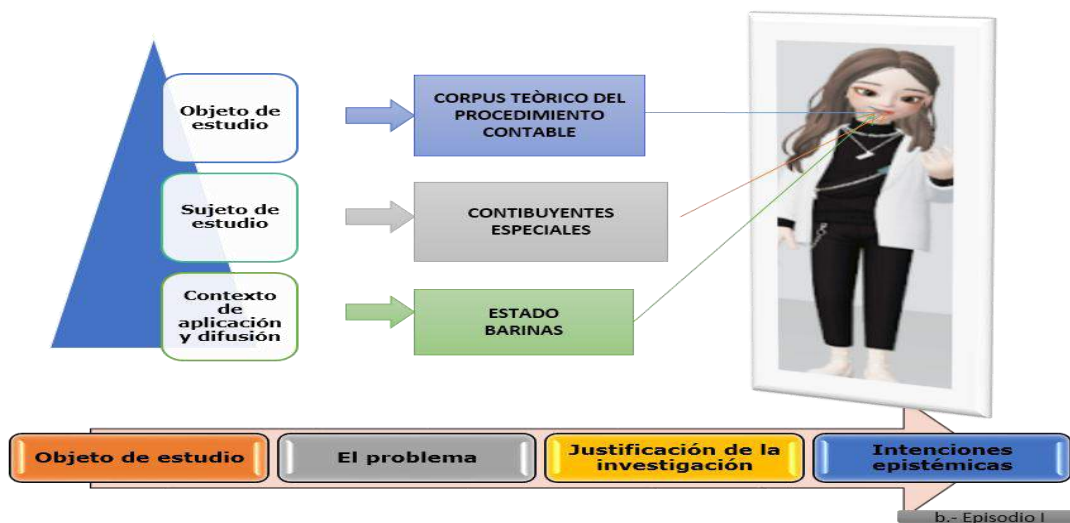 Objeto de
estudio
CORPUS TEÒRICO DEL
PROCEDIMIENTO
CONTABLE
Sujeto de
estudio
CONTIBUYENTES
ESPECIALES
Contexto
de
aplicación
y difusión
ESTADO
BARINAS
Objeto de estudio
El problema
Justificación de la
investigación
Intenciones
epistémicas
b.- Episodio I